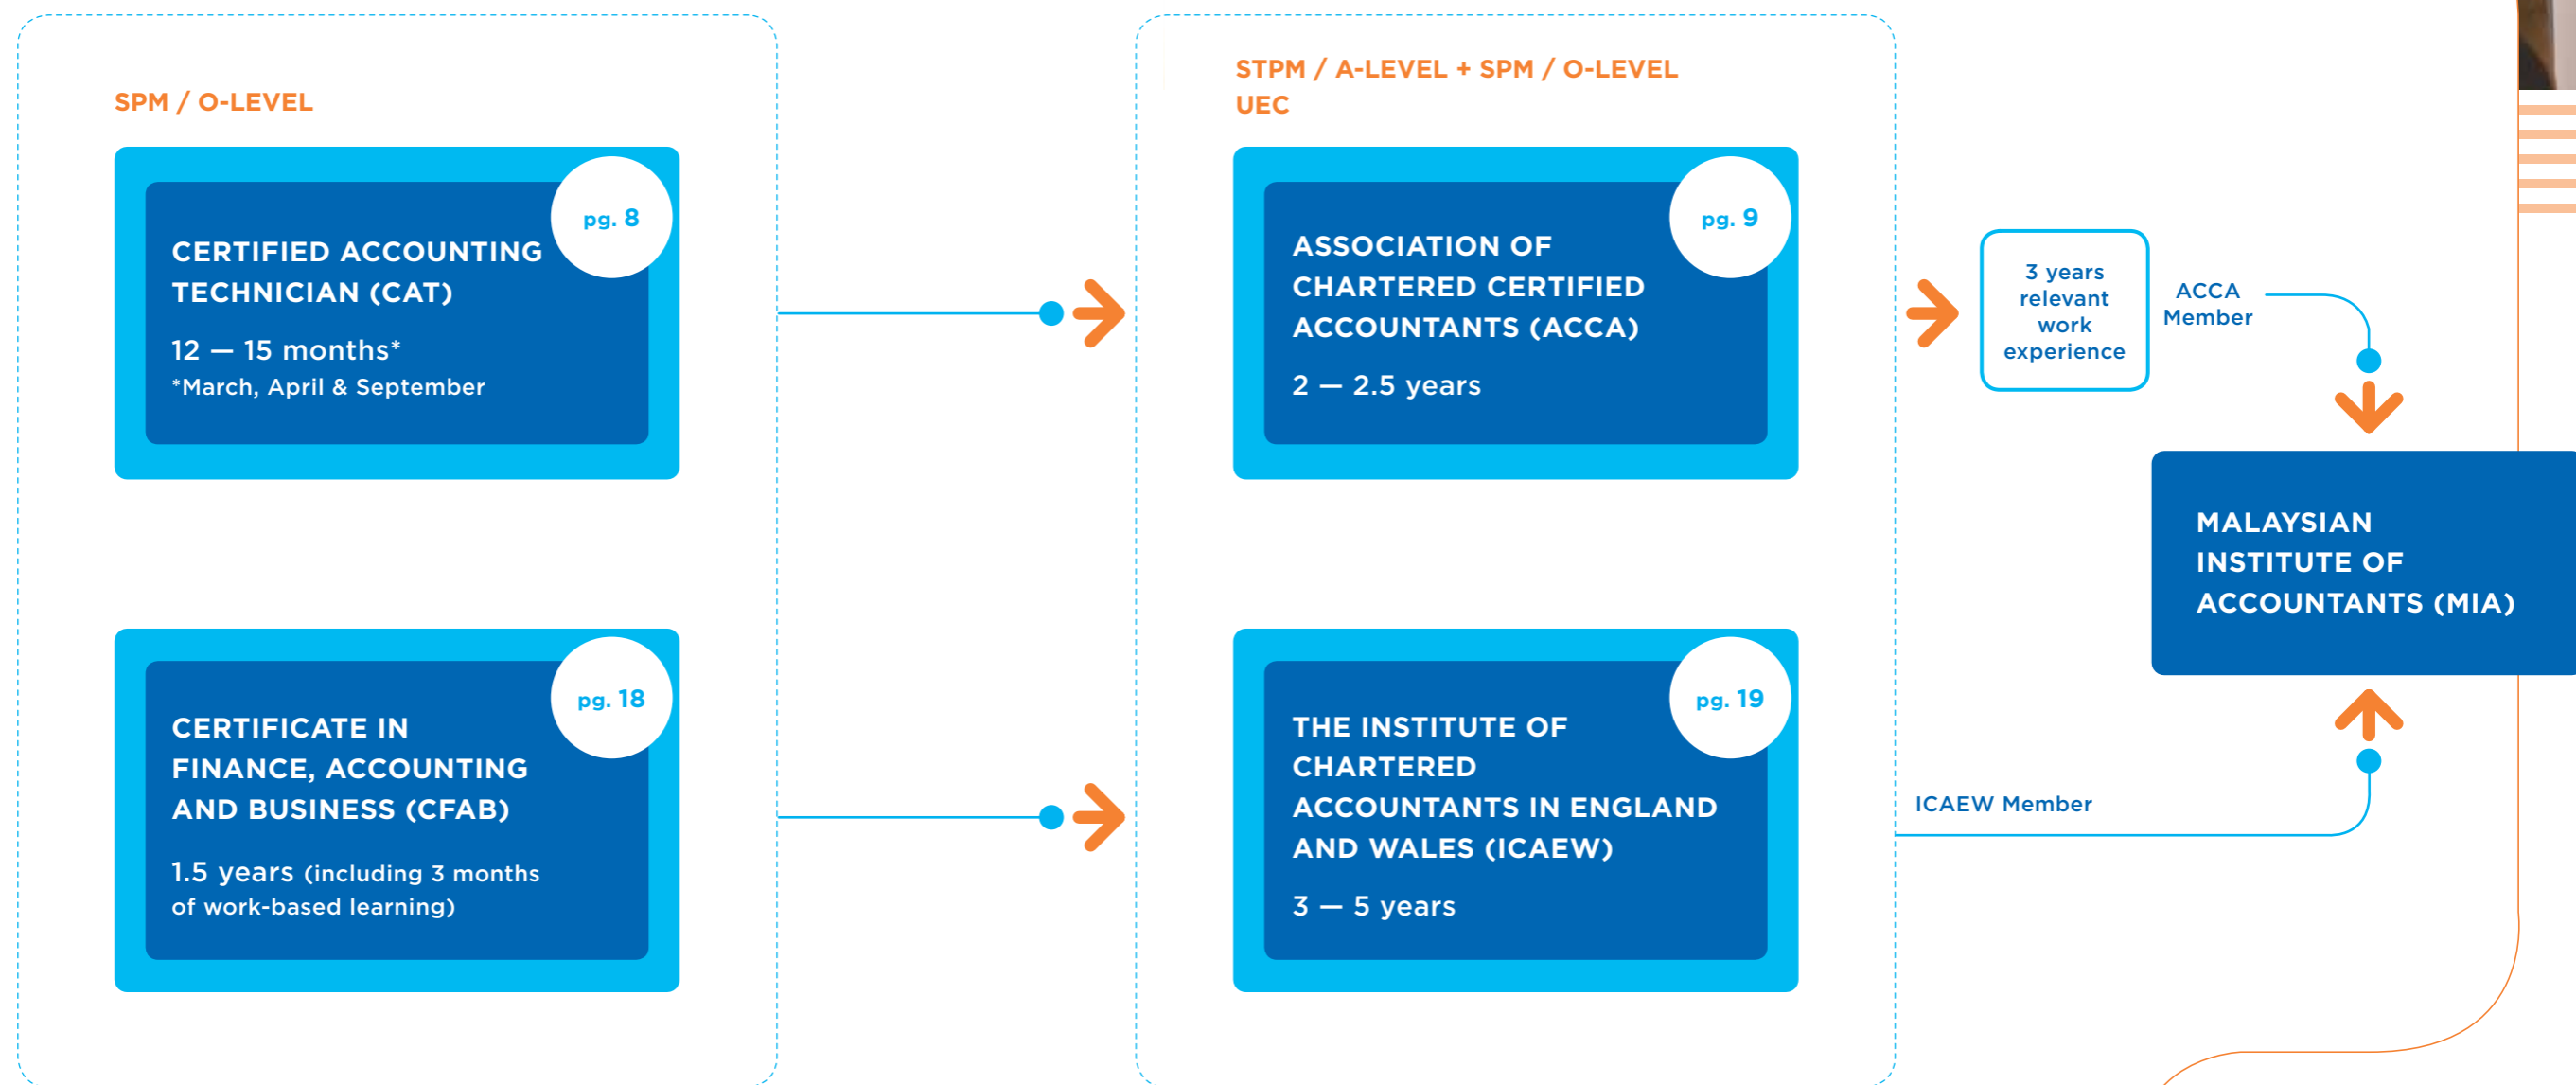 SPM / O-LEVEL
CERTIFIED ACCOUNTING
TECHNICIAN (CAT)
12 — 15 months*
*March, April & September
pg. 8
CERTIFICATE IN
FINANCE, ACCOUNTING
AND BUSINESS (CFAB)
1.5 years (including 3 months
of work-based learning)
pg. 18
STPM / A-LEVEL + SPM / O-LEVEL
UEC
ASSOCIATION OF
CHARTERED CERTIFIED
ACCOUNTANTS (ACCA)
2 — 2.5 years
pg. 9
THE INSTITUTE OF
CHARTERED
ACCOUNTANTS IN ENGLAND
AND WALES (ICAEW)
3 — 5 years
pg. 19
3 years
relevant
work
experience
ACCA
Member
MALAYSIAN
INSTITUTE OF
ACCOUNTANTS (MIA)
ICAEW Member